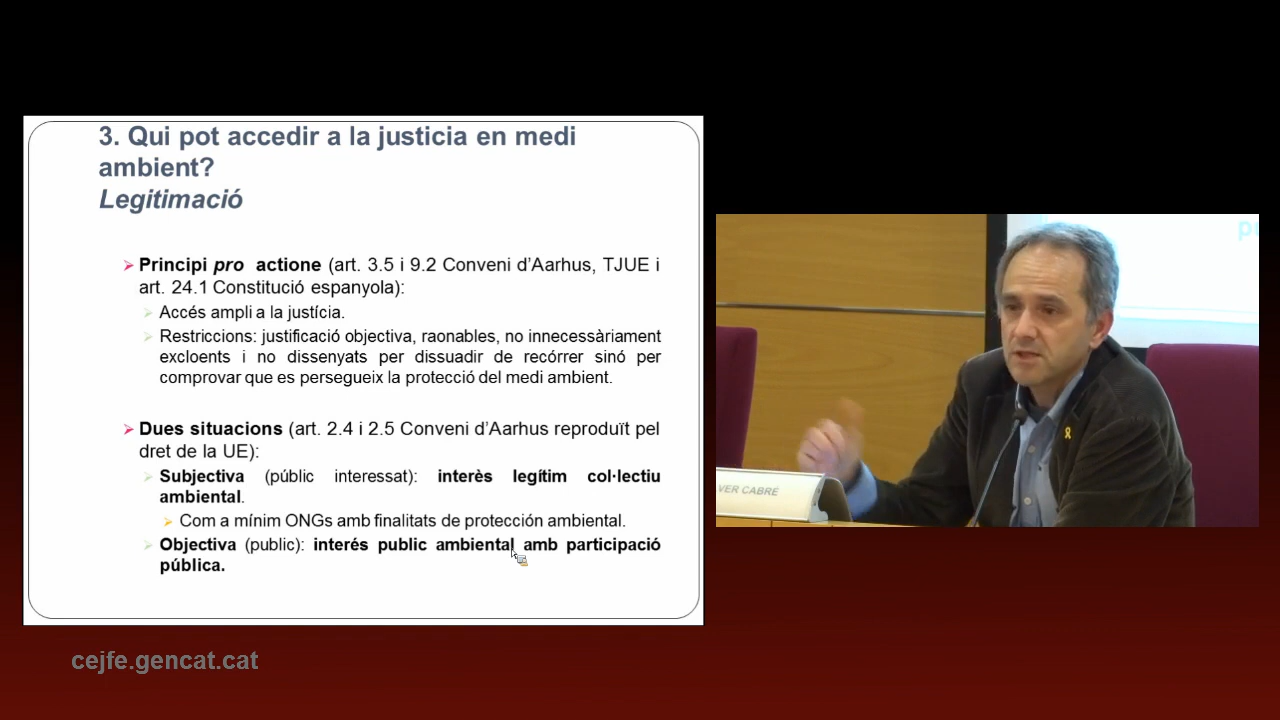 3. Qui pot accedir a la justicia en medi
ambient?
Legitimació
Principi pro actione (art. 3.5 i 9.2 Conveni d'Aarhus, TJUE i
art. 24.1 Constitució espanyola):
Accés ampli a la justícia.
Restriccions: justificació objectiva, raonables, no innecessàriament
excloents i no dissenyats per dissuadir de recórrer sinó per
comprovar que es persegueix la protecció del medi ambient.
Dues situacions (art. 2.4 i 2.5 Conveni d'Aarhus reproduït pel
dret de la UE):
Subjectiva (públic interessat): interès legítim col·lectiu
ambiental.
Com a mínim ONGs amb finalitats de protección ambiental.
Objectiva (public): interés public ambiental amb participació
pública.
VER CABRÉ
cejfe.gencat.cat